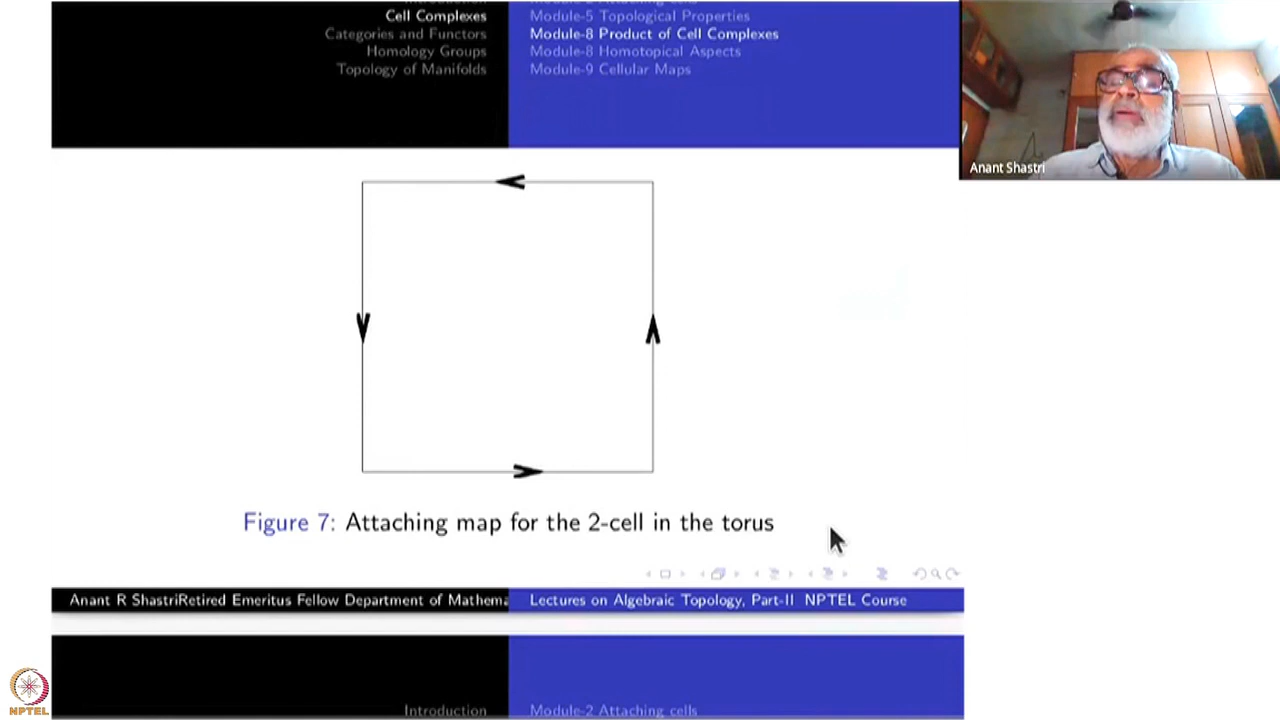 Cell Complexes
Categories and Functors
Homology Groups
Topology of Manifolds
Module-5 Topological Properties
Module-8 Product of Cell Complexes
Module-8 Homotopical Aspects
Module-9 Cellular Maps
Anant Shastri
Figure 7: Attaching map for the 2-cell in the torus
Anant R ShastriRetired Emeritus Fellow Department of Mathema
Lectures on Algebraic Topology, Part-II NPTEL Course
Introduction
Module-2 Attaching cells
NPTEL